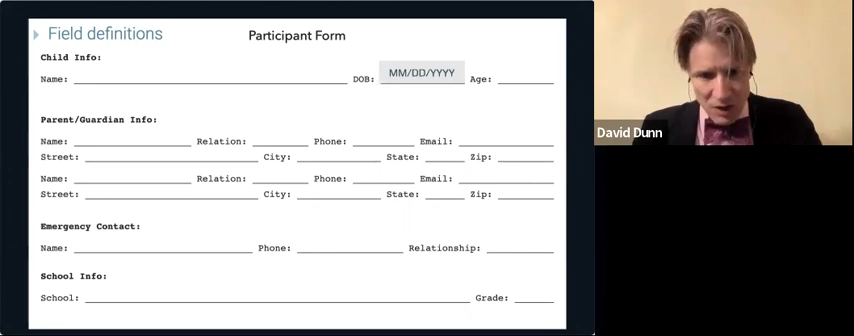 Field definitions
Participant Form
Child Info:
Name: DOB: MM/DD/YYYY Age:
Parent/Guardian Info:
Name: Relation: Phone: Email:
Street: City: State: Zip:
Name: Relation: Phone: Email:
Street: City: State: Zip:
Emergency Contact:
Name: Phone: Relationship:
School Info:
School: Grade:
David Dunn